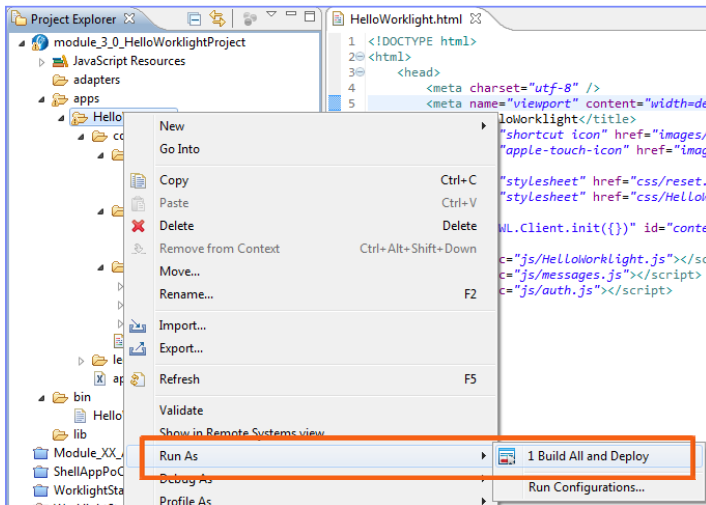 Project Explorer
module_3_0_HelloWorklightProject
JavaScript Resources
adapters
apps
Hello
co
le
ap
bin
Hello
lib
Module_XX_
ShellAppPoC
WorklightSta
New
Go Into
Copy Ctrl+C
Paste Ctrl+V
Delete Delete
Remove from Context Ctrl+Alt+Shift+Down
Move...
Rename... F2
Import...
Export...
Refresh F5
Validate
Show in Remote Systems view
Run As
Debug As
Profile As
1 Build All and Deploy
Run Configurations...
HelloWorklight.html
1 <!DOCTYPE html>
2 <html>
3 <head>
4 <meta charset="utf-8" />
5 <meta name="viewport" content="width=de
loWorklight</title>
"shortcut icon" href="images/
"apple-touch-icon" href="imag
"stylesheet" href="css/reset.
"stylesheet" href="css/HelloW
WL.Client.init({})" id="conte
c="js/HelloWorklight.js"></sc
c="js/messages.js"></script>
c="js/auth.js"></script>